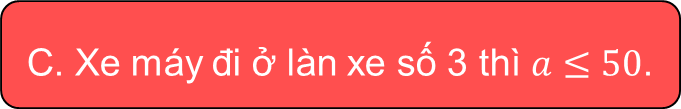 C. Xe máy đi ở làn xe số 3 thì a ≤ 50.